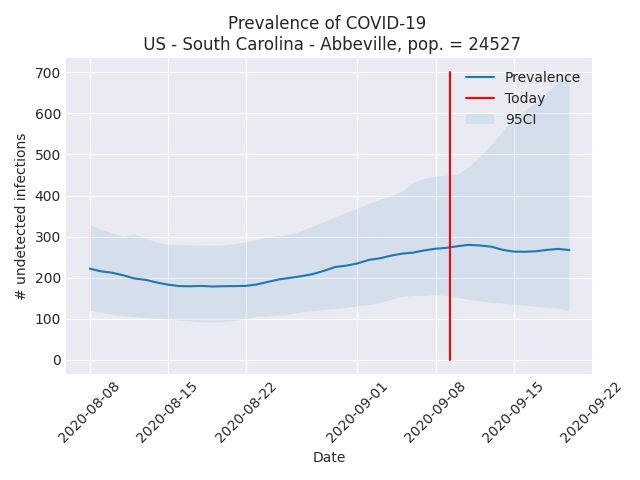 Prevalence of COVID-19
US - South Carolina - Abbeville, pop. = 24527
700
600
500
400
300
200
100
0
# undetected infections
Prevalence
Today
95CI
2020-08-08
2020-08-15
2020-08-22
2020-09-01
2020-09-08
2020-09-15
2020-09-22
Date